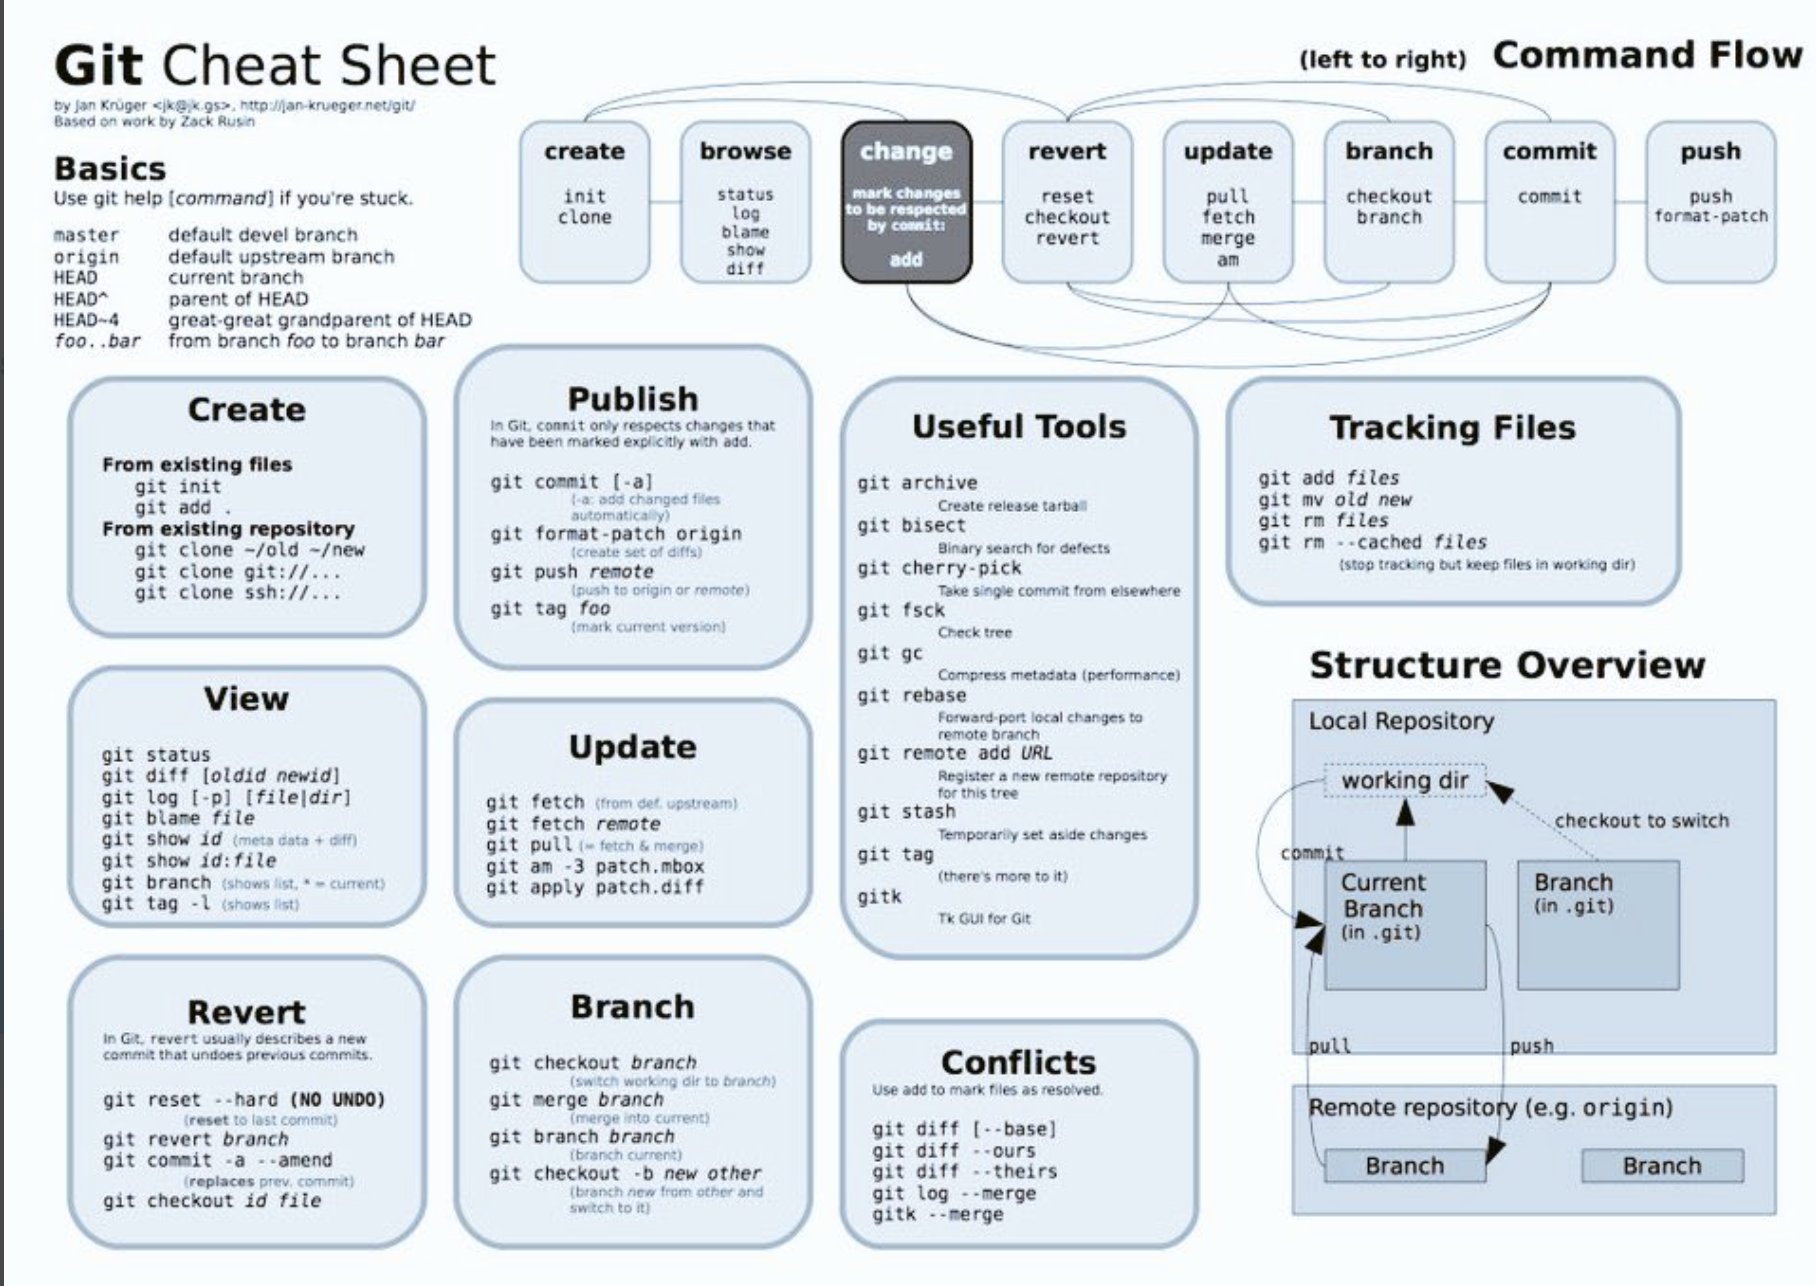 Git Cheat Sheet
by Jan Krüger <jk@jk.gs>, http://jan-krueger.net/git/
Based on work by Zack Rusin
(left to right) Command Flow
create
init
clone
browse
status
log
blame
show
diff
change
mark changes
to be respected
by commit:
add
revert
reset
checkout
revert
update
pull
fetch
merge
am
branch
checkout
branch
commit
commit
push
push
format-patch
Basics
Use git help [command] if you're stuck.
master default devel branch
origin default upstream branch
HEAD current branch
HEAD^ parent of HEAD
HEAD~4 great-great grandparent of HEAD
foo..bar from branch foo to branch bar
Create
From existing files
git init
git add .
From existing repository
git clone ~/old ~/new
git clone git://...
git clone ssh://...
View
git status
git diff [oldid newid]
git log [-p] [file|dir]
git blame file
git show id (meta data + diff)
git show id:file
git branch (shows list, * = current)
git tag -l (shows list)
Revert
In Git, revert usually describes a new
commit that undoes previous commits.
git reset --hard (NO UNDO)
(reset to last commit)
git revert branch
git commit -a --amend
(replaces prev. commit)
git checkout id file
Publish
In Git, commit only respects changes that
have been marked explicitly with add.
git commit [-a]
(-a: add changed files
automatically)
git format-patch origin
(create set of diffs)
git push remote
(push to origin or remote)
git tag foo
(mark current version)
Update
git fetch (from def. upstream)
git fetch remote
git pull (= fetch & merge)
git am -3 patch.mbox
git apply patch.diff
Branch
git checkout branch
(switch working dir to branch)
git merge branch
(merge into current)
git branch branch
(branch current)
git checkout -b new other
(branch new from other and
switch to it)
Useful Tools
git archive
Create release tarball
git bisect
Binary search for defects
git cherry-pick
Take single commit from elsewhere
git fsck
Check tree
git gc
Compress metadata (performance)
git rebase
Forward-port local changes to
remote branch
git remote add URL
Register a new remote repository
for this tree
git stash
Temporarily set aside changes
git tag
(there's more to it)
gitk
Tk GUI for Git
Conflicts
Use add to mark files as resolved.
git diff [--base]
git diff --ours
git diff --theirs
git log --merge
gitk --merge
Tracking Files
git add files
git mv old new
git rm files
git rm --cached files
(stop tracking but keep files in working dir)
Structure Overview
Local Repository
working dir
checkout to switch
commit
Current
Branch
(in .git)
Branch
(in .git)
pull
push
Remote repository (e.g. origin)
Branch
Branch